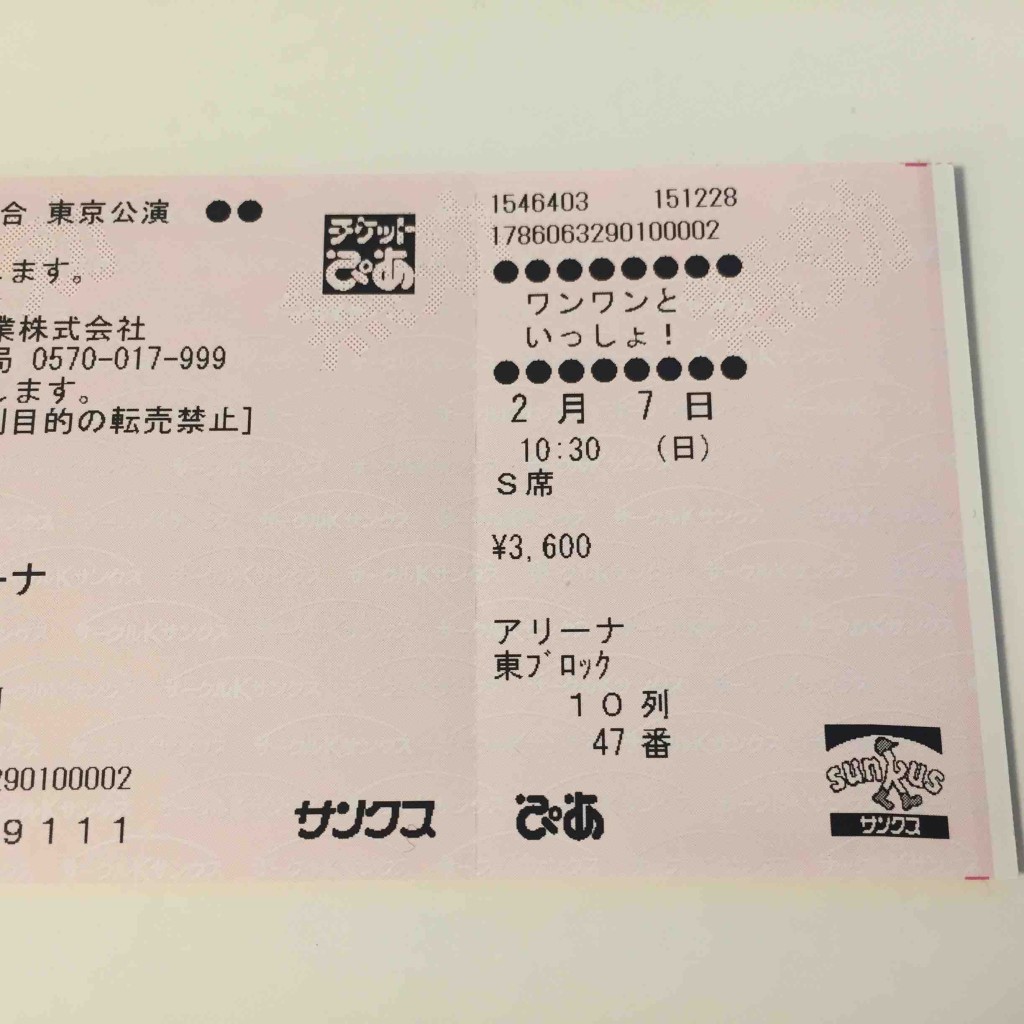 合 東京公演 ●●
します。
業株式会社
局 0570-017-999
します。
目的の転売禁止]
ーナ
290100002
9111
チケット
ぴあ
サンクス
1546403 151228
1786063290100002
●●●●●●●●
ワンワンと
いっしょ!
●●●●●●●●
2 月 7 日
10:30 (日)
S席
¥3,600
アリーナ
東ブロック
10 列
47 番
ぴあ
sunkus
サンクス